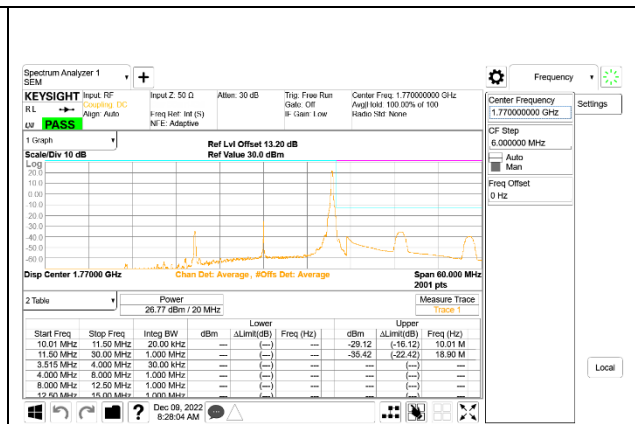 Spectrum Analyzer 1
SEM
Frequency
KEYSIGHT
RL
PASS
Input: RF
Coupling: DC
Align: Auto
Input Z: 50 Ω
Freq Ref: Int (S)
NFE: Adaptive
Atten: 30 dB
Trig: Free Run
Gate: Off
IF Gain: Low
Center Freq: 1.770000000 GHz
Avg|Hold: 100.00% of 100
Radio Std: None
Center Frequency
1.770000000 GHz
Settings
CF Step
6.000000 MHz
Auto
Man
Freq Offset
0 Hz
1 Graph
Scale/Div 10 dB
Ref Lvl Offset 13.20 dB
Ref Value 30.0 dBm
Log
20.0
10.0
0.00
-10.0
-20.0
-30.0
-40.0
-50.0
-60.0
Disp Center 1.77000 GHz
Chan Det: Average , #Offs Det: Average
Span 60.000 MHz
2001 pts
2 Table
Power
26.77 dBm / 20 MHz
Measure Trace
Trace 1
Lower Upper
Start Freq Stop Freq Integ BW dBm ΔLimit(dB) Freq (Hz) dBm ΔLimit(dB) Freq (Hz)
10.01 MHz 11.50 MHz 20.00 kHz --- (---) --- -29.12 (-16.12) 10.01 M
11.50 MHz 30.00 MHz 1.000 MHz --- (---) --- -35.42 (-22.42) 18.90 M
3.515 MHz 4.000 MHz 30.00 kHz --- (---) --- --- (---) ---
4.000 MHz 8.000 MHz 1.000 MHz --- (---) --- --- (---) ---
8.000 MHz 12.50 MHz 1.000 MHz --- (---) --- --- (---) ---
12.50 MHz 15.00 MHz 1.000 MHz --- (---) --- --- (---) ---
Local
?
Dec 09, 2022
8:28:04 AM